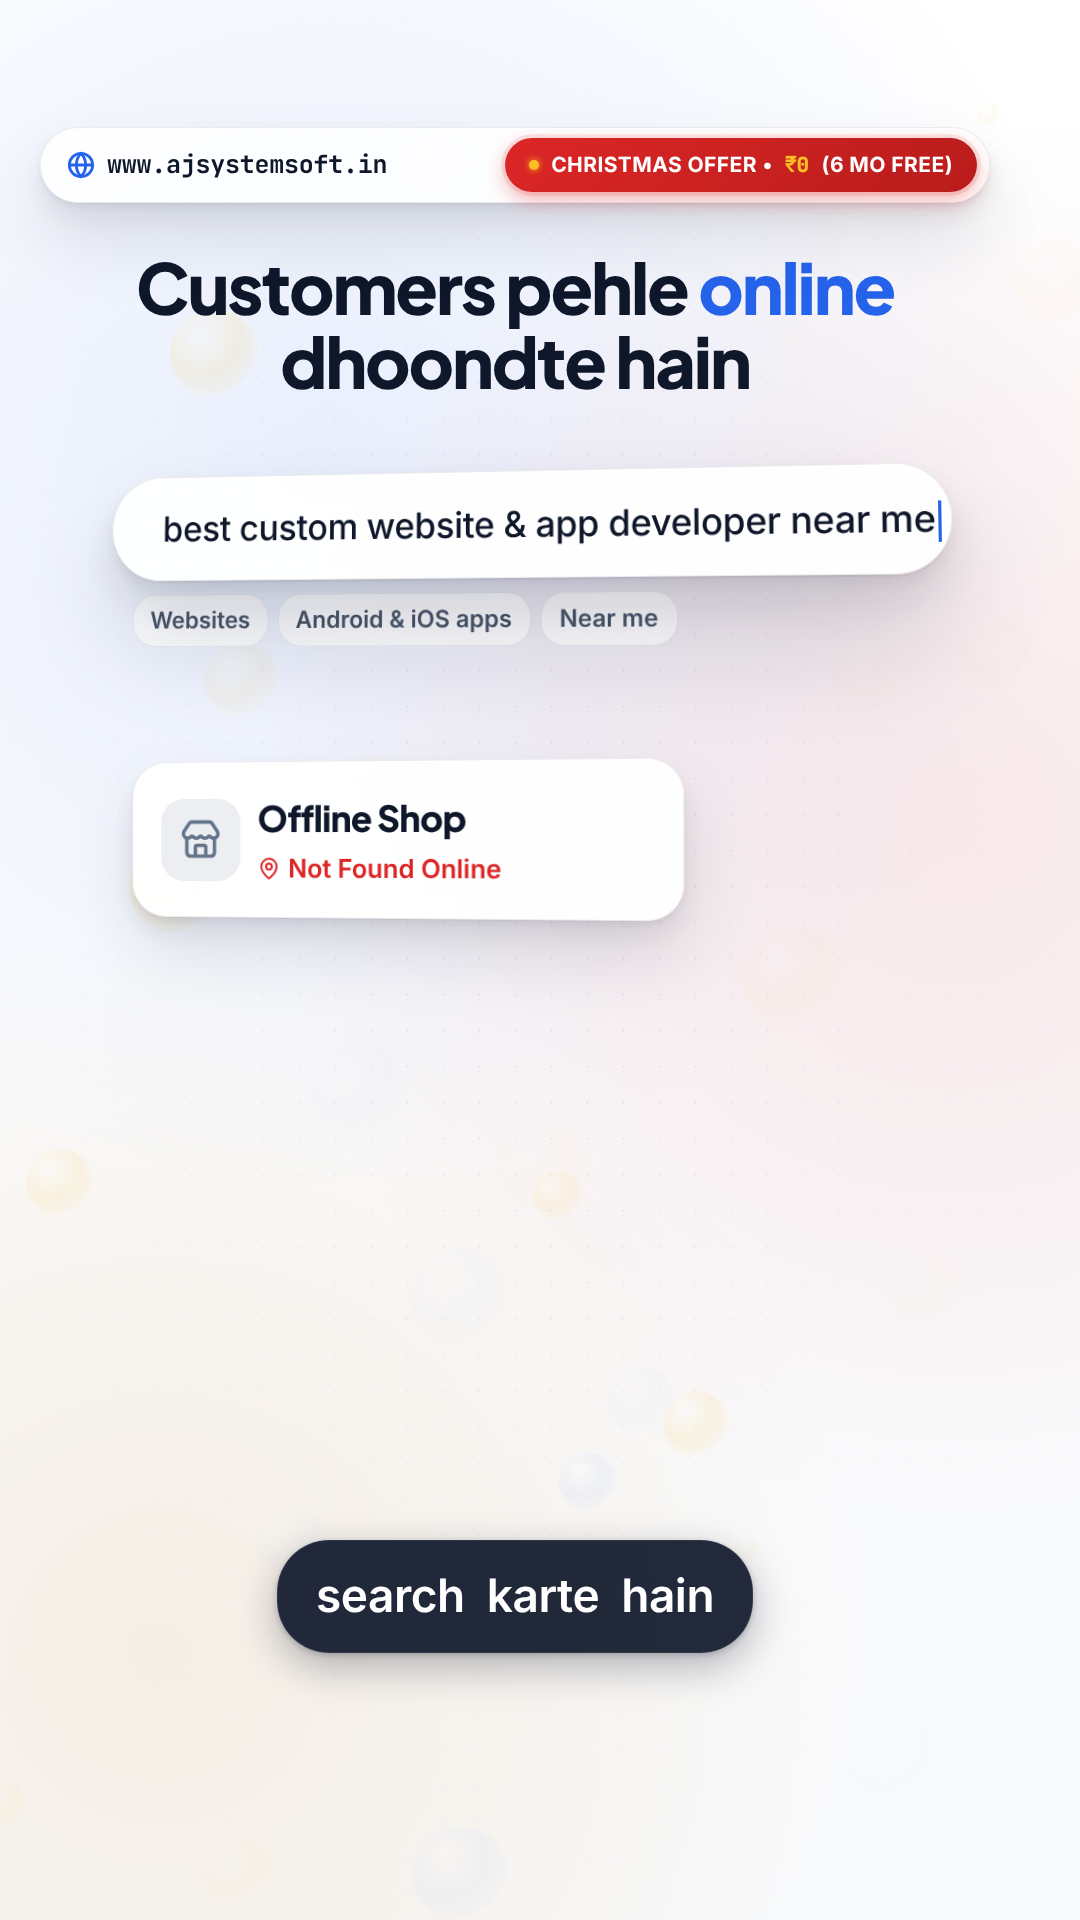 www.ajsystemsoft.in
CHRISTMAS OFFER • ₹0 (6 MO FREE)
Customers pehle online
dhoondte hain
best custom website & app developer near me
Websites
Android & iOS apps
Near me
Offline Shop
Not Found Online
search karte hain